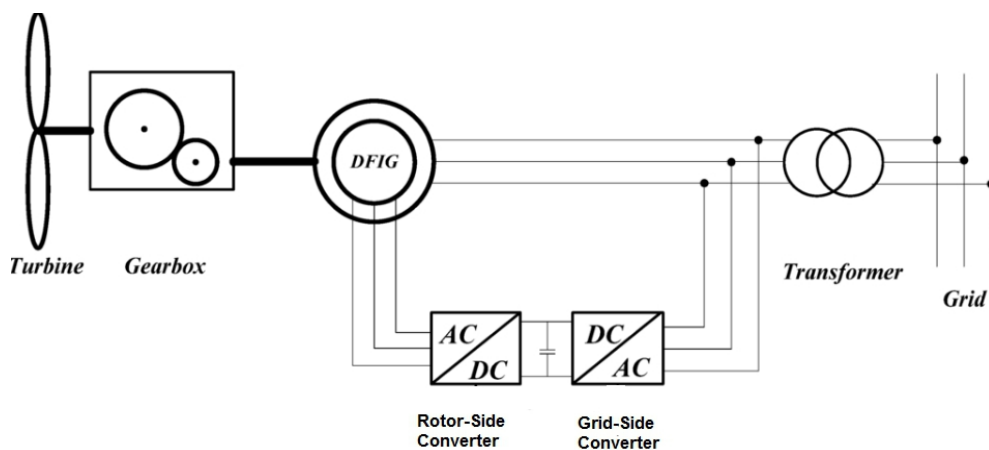 DFIG
Turbine
Gearbox
Transformer
Grid
AC
DC
DC
AC
Rotor-Side
Converter
Grid-Side
Converter